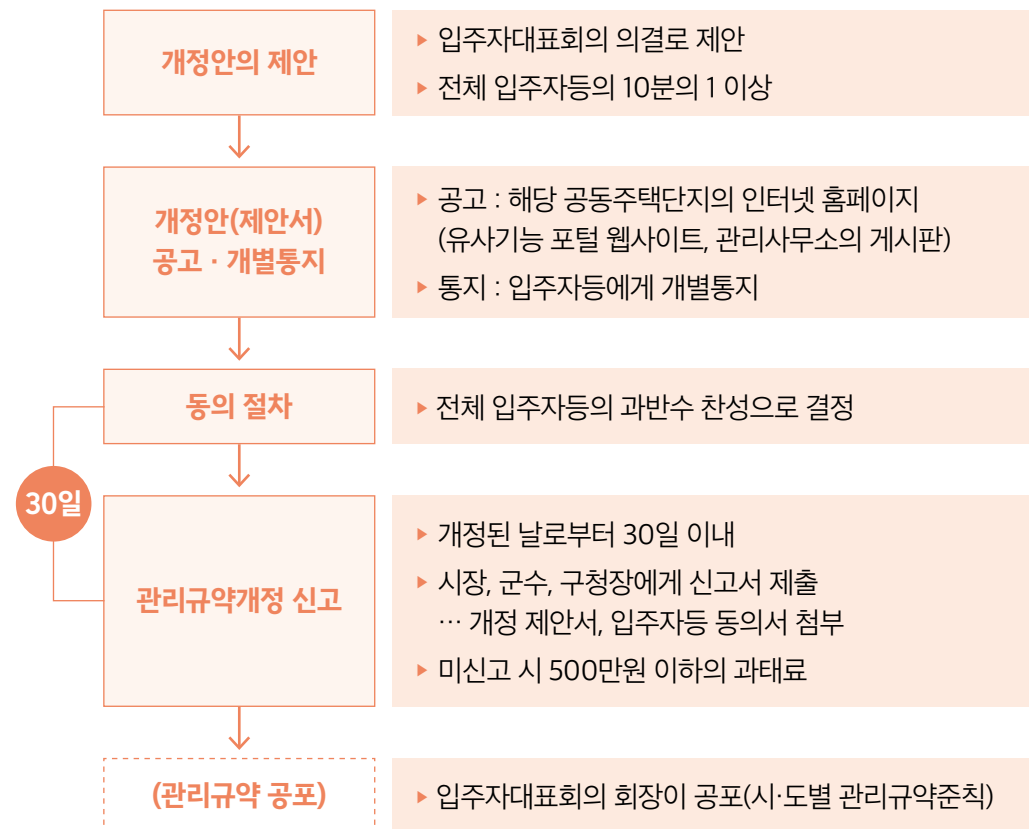 개정안의 제안
▸ 입주자대표회의 의결로 제안
▸ 전체 입주자등의 10분의 1 이상
개정안(제안서)
공고 · 개별통지
▸ 공고 : 해당 공동주택단지의 인터넷 홈페이지
(유사기능 포털 웹사이트, 관리사무소의 게시판)
▸ 통지 : 입주자등에게 개별통지
동의 절차
▸ 전체 입주자등의 과반수 찬성으로 결정
30일
관리규약개정 신고
▸ 개정된 날로부터 30일 이내
▸ 시장, 군수, 구청장에게 신고서 제출
… 개정 제안서, 입주자등 동의서 첨부
▸ 미신고 시 500만원 이하의 과태료
(관리규약 공포)
▸ 입주자대표회의 회장이 공포(시·도별 관리규약준칙)